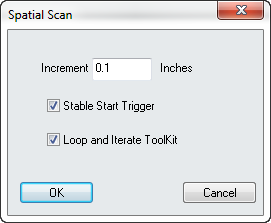 Spatial Scan
Increment 0.1 Inches
Stable Start Trigger
Loop and Iterate ToolKit
OK Cancel